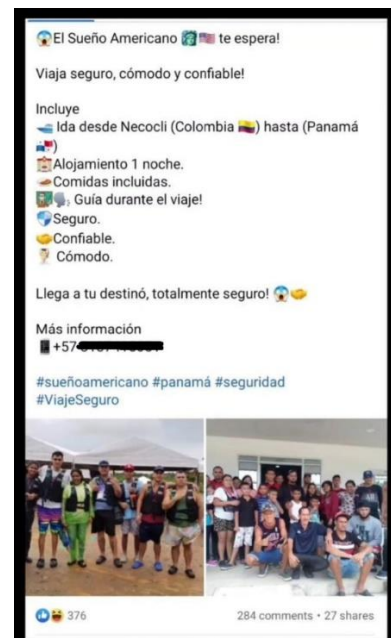 😱El Sueño Americano 🗽🇺🇸 te espera!
Viaja seguro, cómodo y confiable!
Incluye
🚤 Ida desde Necocli (Colombia 🇨🇴) hasta (Panamá
🇵🇦)
🏨Alojamiento 1 noche.
Comidas incluidas.
Guía durante el viaje!
Seguro.
🤝Confiable.
Cómodo.
Llega a tu destinó, totalmente seguro! 😱🤝
Más información
📱+57
#sueñoamericano #panamá #seguridad
#ViajeSeguro
376
284 comments • 27 shares